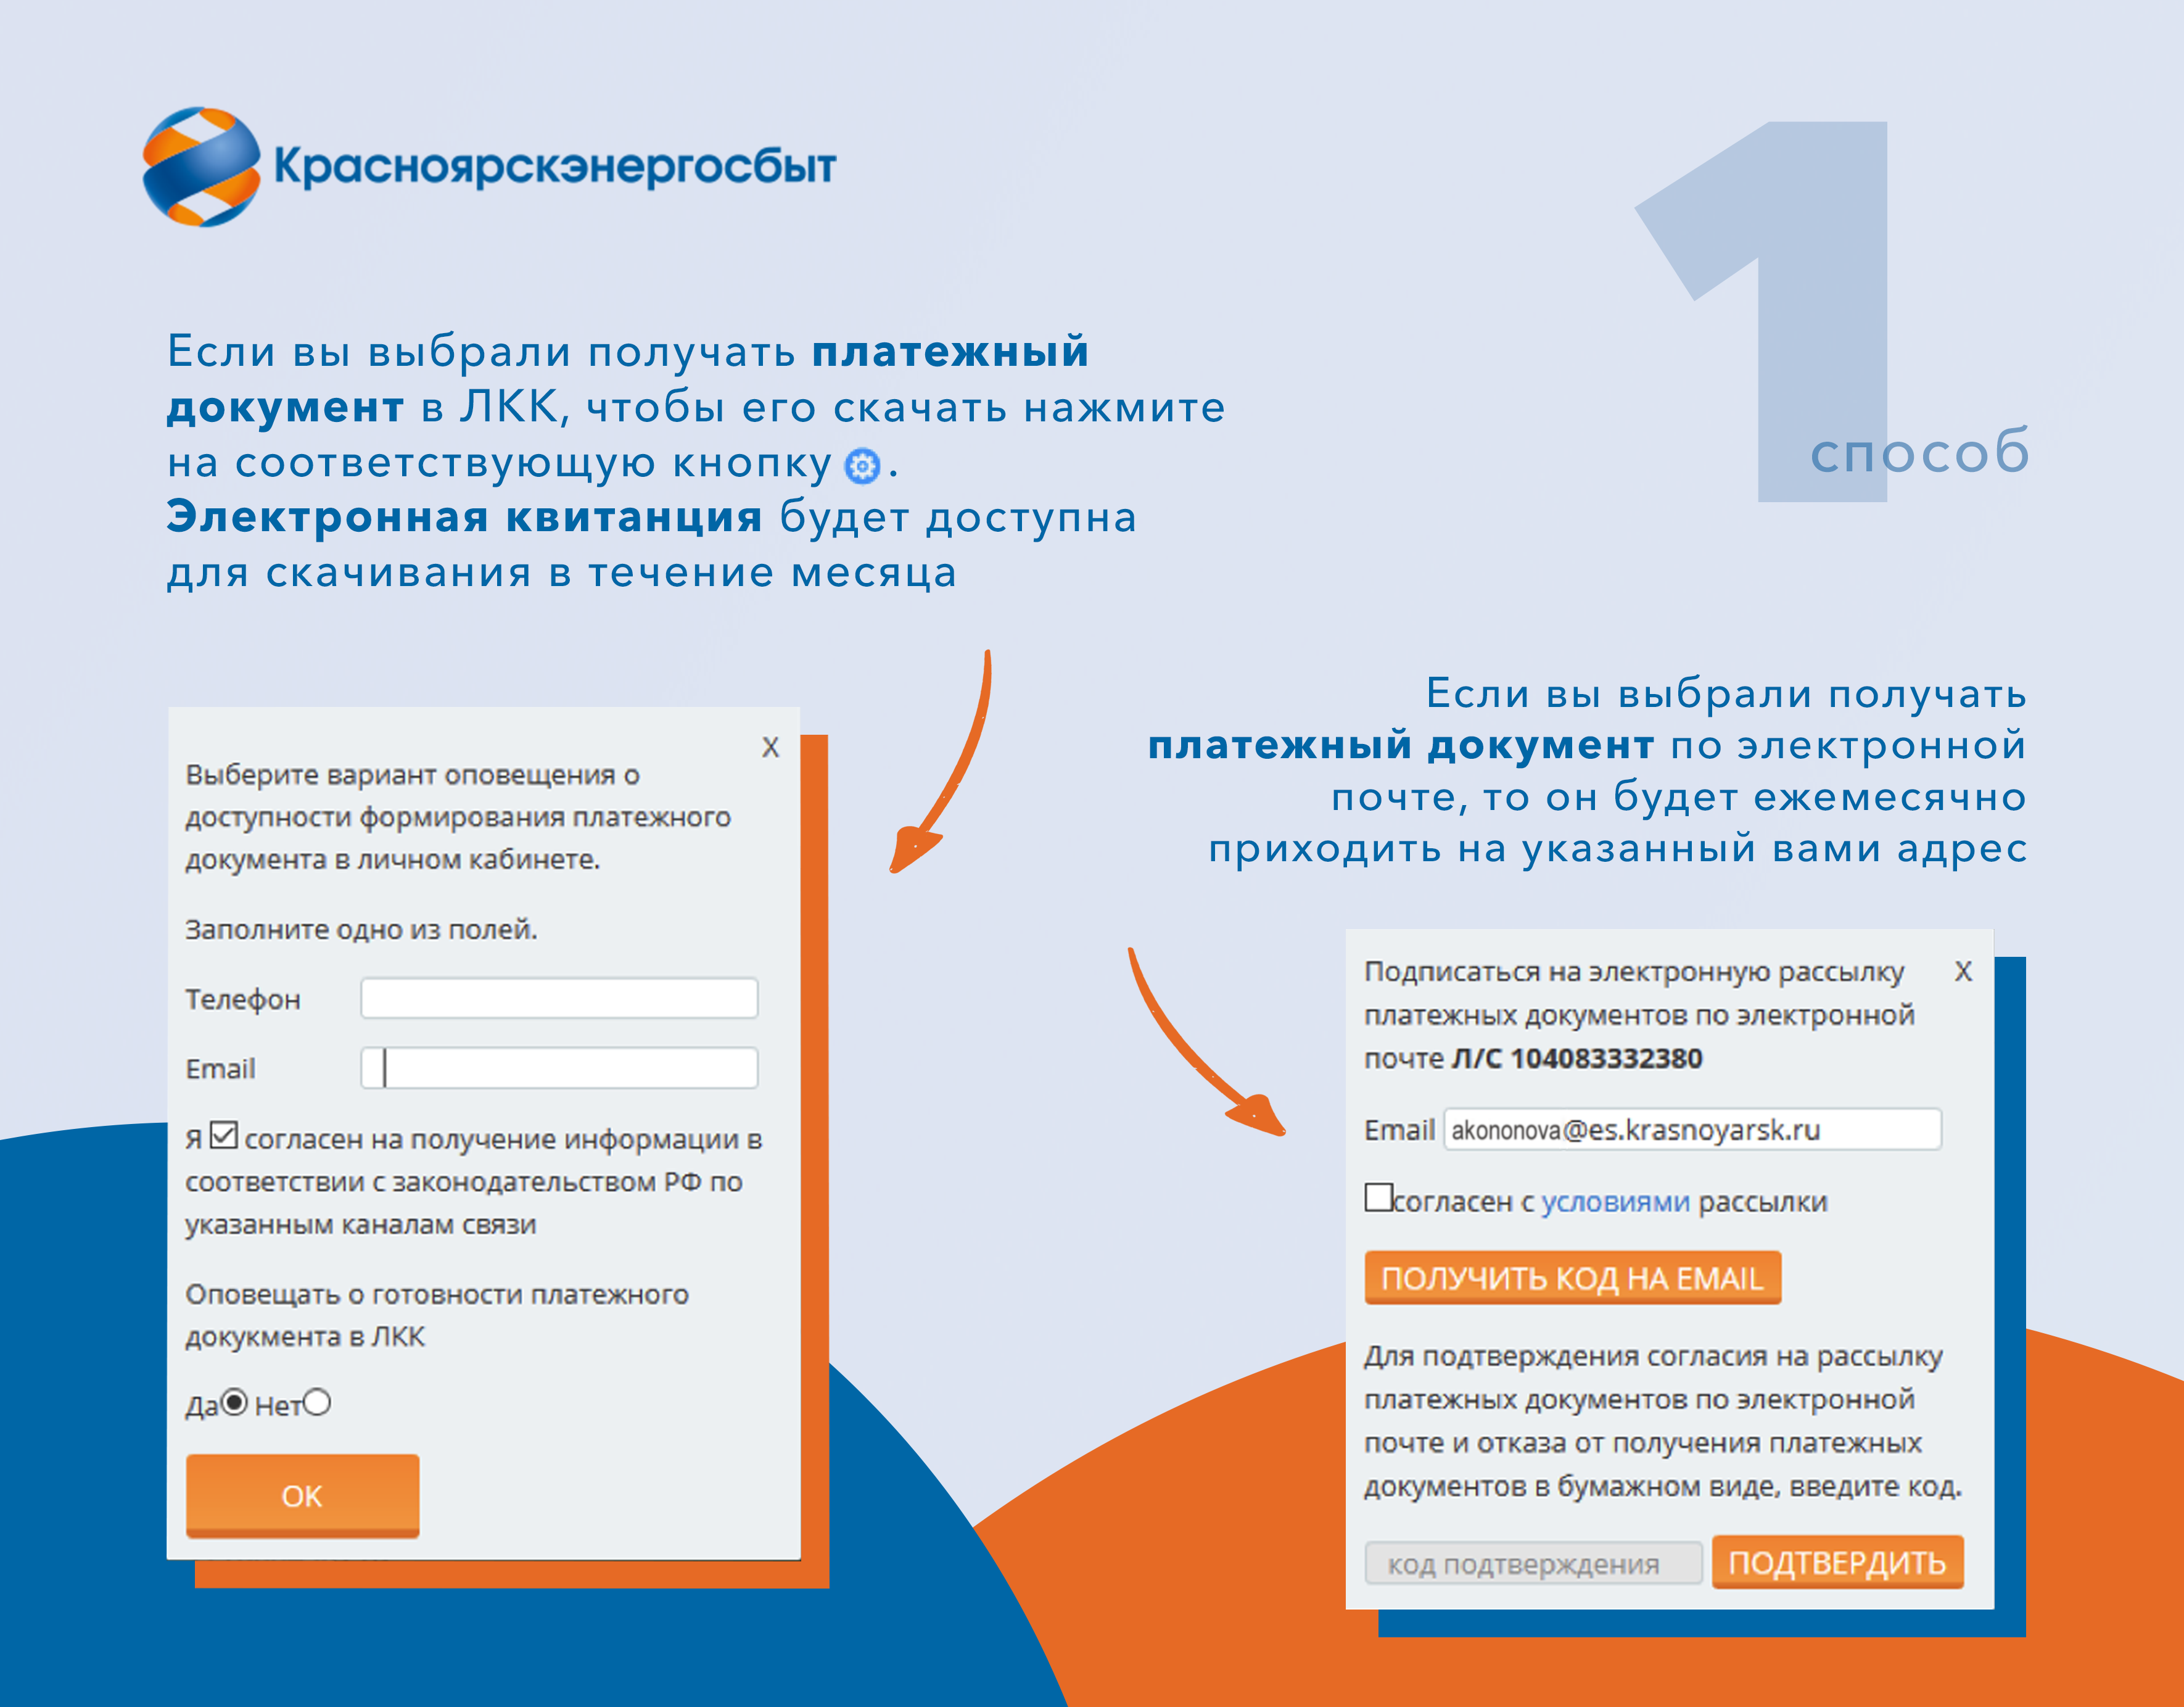 Красноярскэнергосбыт
1
способ
Если вы выбрали получать платежный
документ в ЛКК, чтобы его скачать нажмите
на соответствующую кнопку .
Электронная квитанция будет доступна
для скачивания в течение месяца
X
Выберите вариант оповещения о
доступности формирования платежного
документа в личном кабинете.
Заполните одно из полей.
Телефон
Email
Я согласен на получение информации в
соответствии с законодательством РФ по
указанным каналам связи
Оповещать о готовности платежного
докукмента в ЛКК
Да Нет
OK
Если вы выбрали получать
платежный документ по электронной
почте, то он будет ежемесячно
приходить на указанный вами адрес
Подписаться на электронную рассылку X
платежных документов по электронной
почте Л/С 104083332380
Email akononova@es.krasnoyarsk.ru
согласен с условиями рассылки
ПОЛУЧИТЬ КОД НА EMAIL
Для подтверждения согласия на рассылку
платежных документов по электронной
почте и отказа от получения платежных
документов в бумажном виде, введите код.
код подтверждения ПОДТВЕРДИТЬ